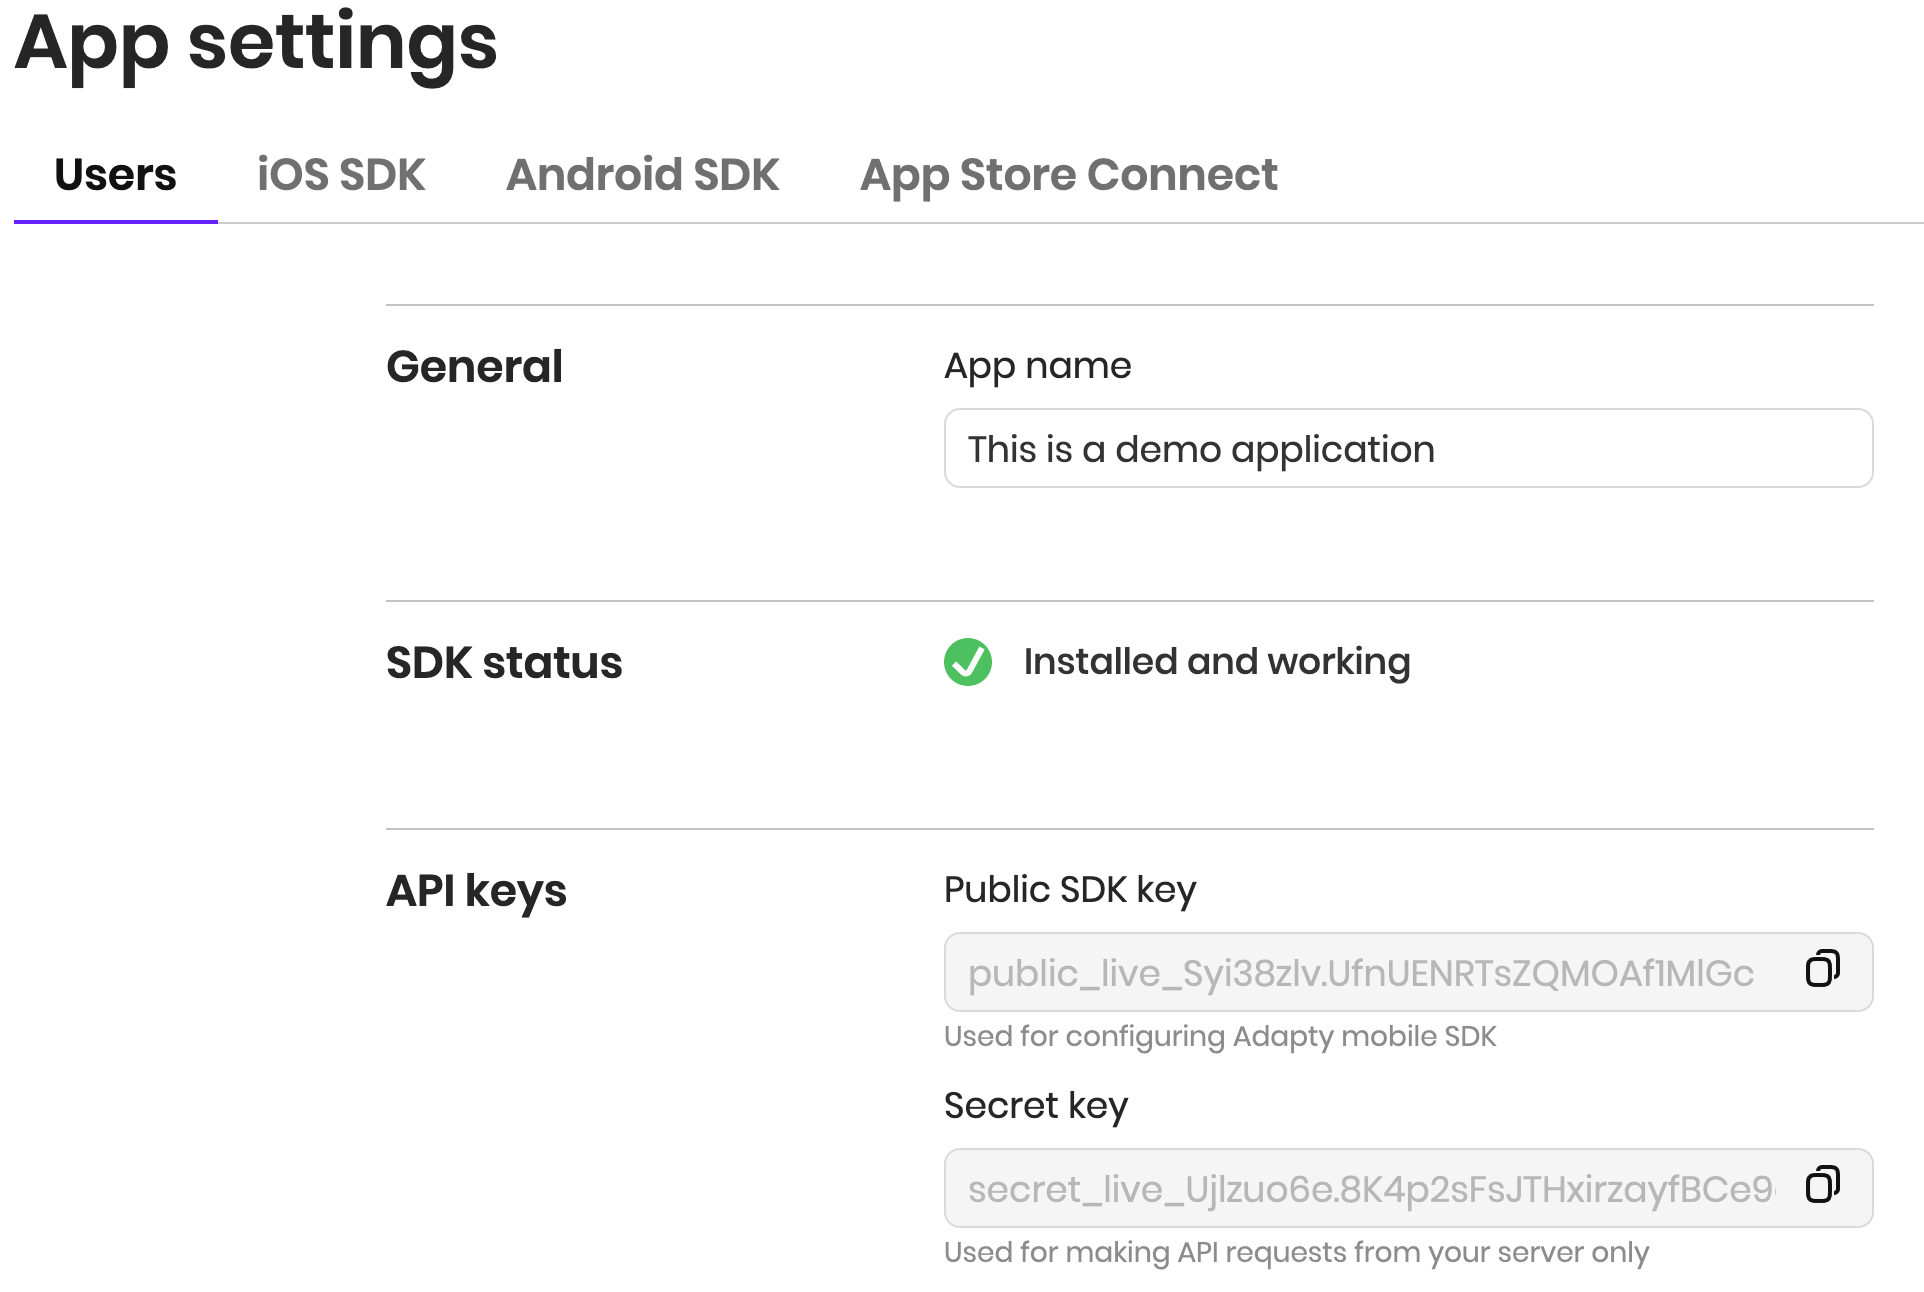 App settings
Users iOS SDK Android SDK App Store Connect
General
App name
This is a demo application
SDK status
Installed and working
API keys
Public SDK key
public_live_Syi38zlv.UfnUENRTsZQMOAf1MlGc
Used for configuring Adapty mobile SDK
Secret key
secret_live_Ujlzuo6e.8K4p2sFsJTHxirzayfBCe9
Used for making API requests from your server only